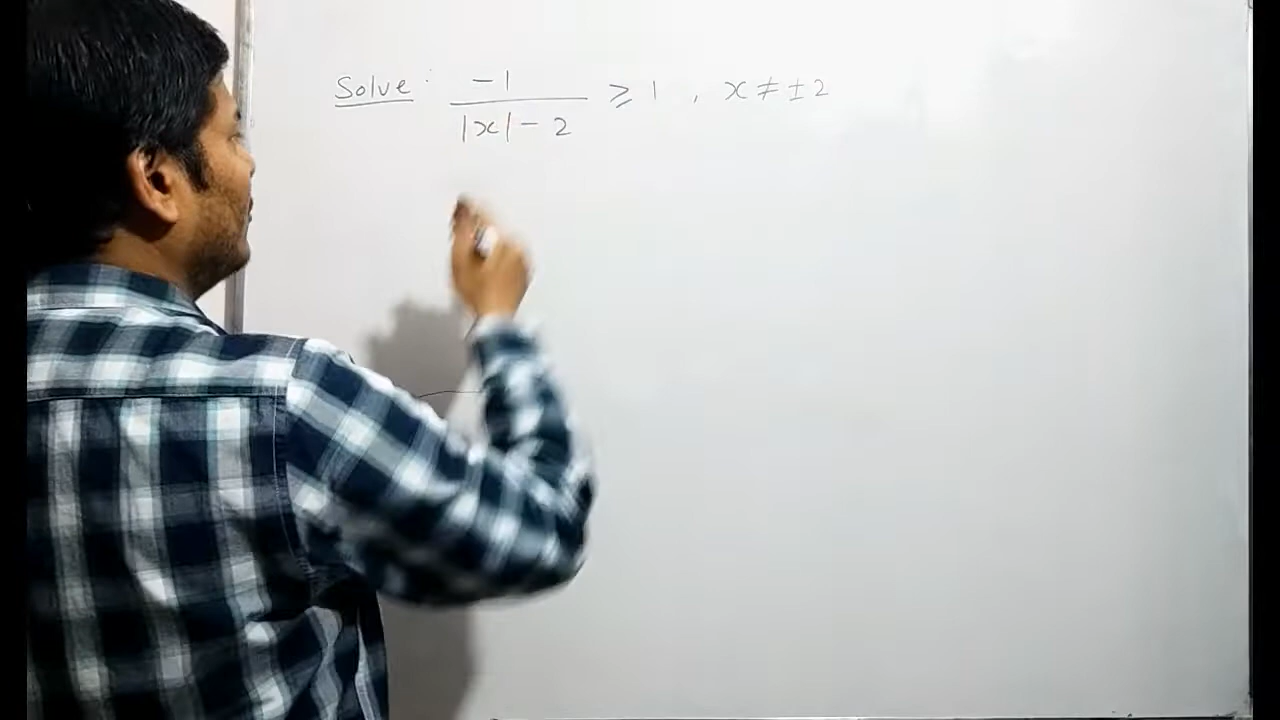 Solve : -1 / |x| - 2 ≥ 1 , x ≠ ± 2